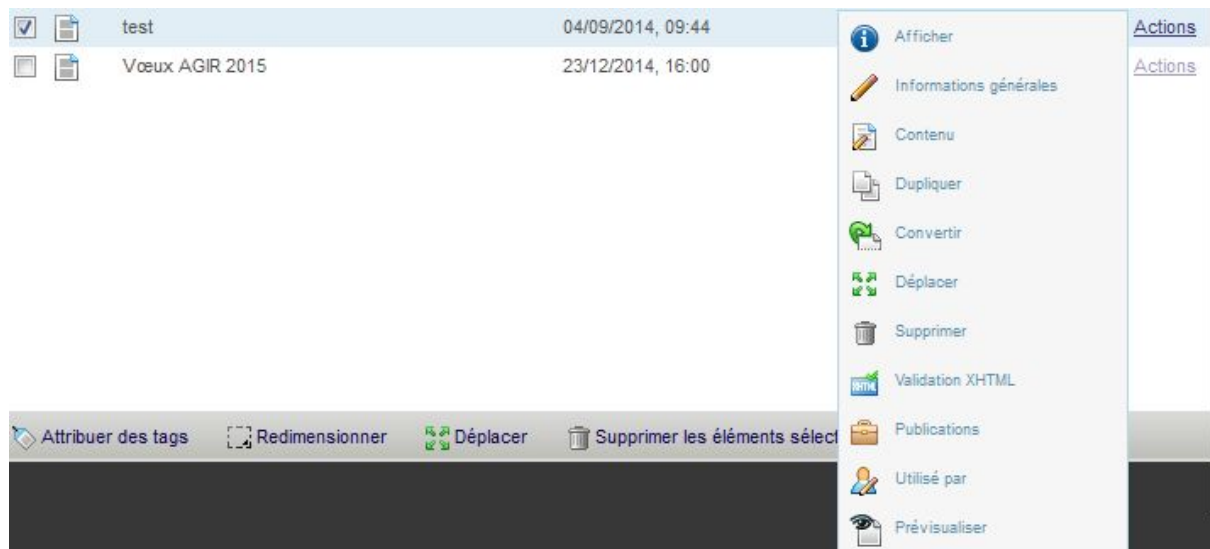 test 04/09/2014, 09:44 Actions
Vœux AGIR 2015 23/12/2014, 16:00 Actions
Afficher
Informations générales
Contenu
Dupliquer
Convertir
Déplacer
Supprimer
Validation XHTML
Publications
Utilisé par
Prévisualiser
Attribuer des tags Redimensionner Déplacer Supprimer les éléments sélect